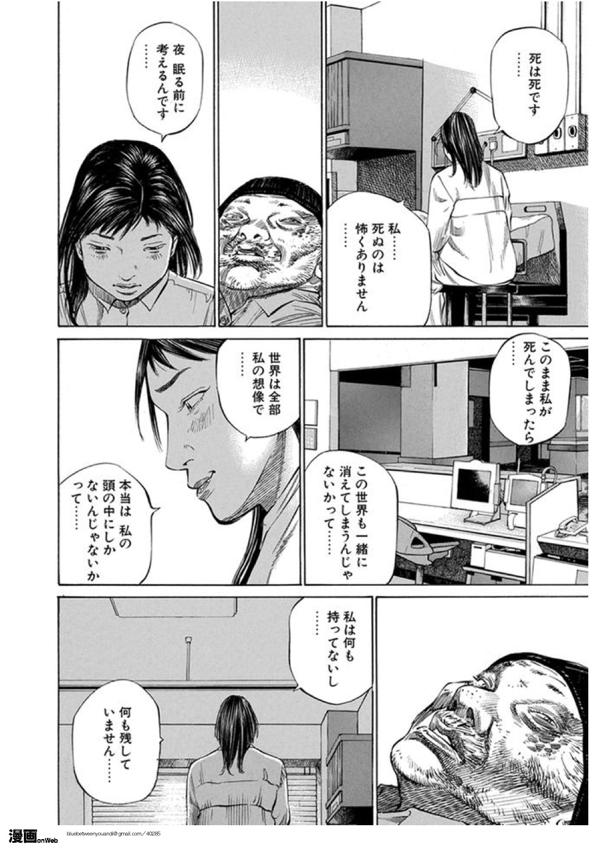 死は死です
……
私……
死ぬのは
怖くありません
夜 眠る前に
考えるんです
……
このまま私が
死んでしまったら
……
この世界も一緒に
消えてしまうんじゃ
ないかって……
世界は全部
私の想像で
……
本当は 私の
頭の中にしか
ないんじゃないか
って……
私は何も
持ってないし
……
何も残して
いません……
漫画onWeb
bluebetweenyouandi@gmail.com/40285